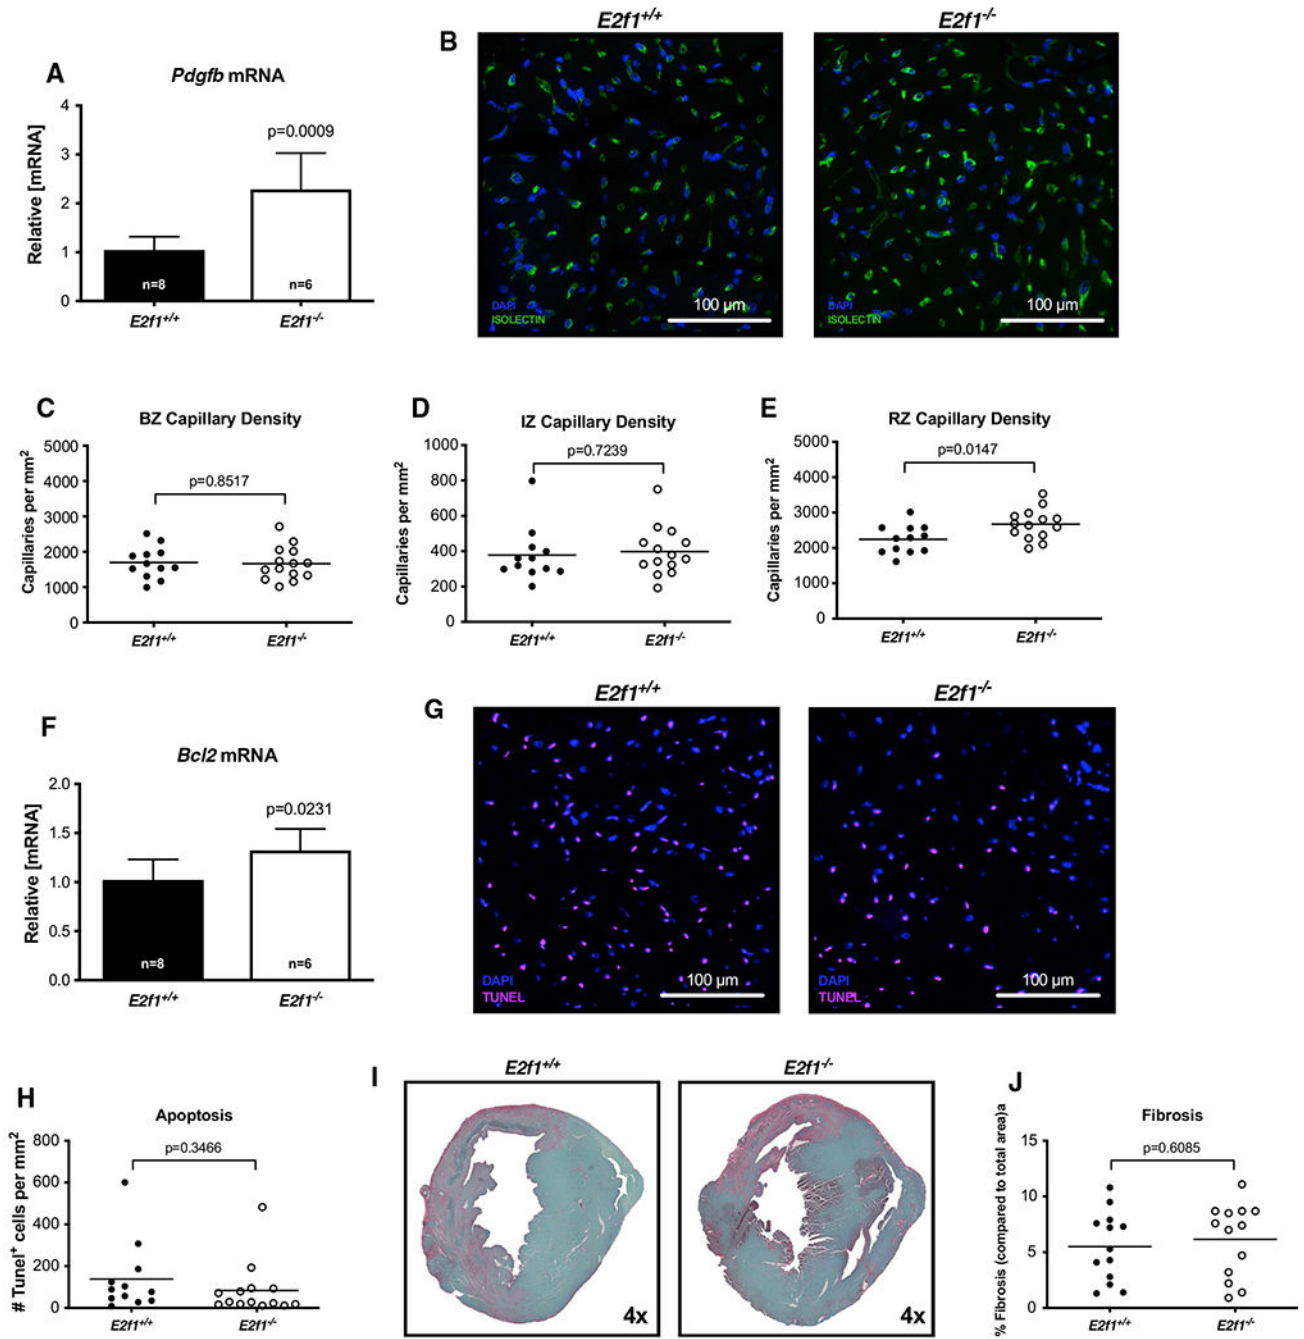 A
Pdgfb mRNA
Relative [mRNA]
4
3
2
1
0
p=0.0009
n=8
n=6
E2f1+/+
E2f1-/-
B
E2f1+/+
E2f1-/-
DAPI
ISOLECTIN
100 µm
DAPI
ISOLECTIN
100 µm
C
BZ Capillary Density
Capillaries per mm2
5000
4000
3000
2000
1000
0
p=0.8517
E2f1+/+
E2f1-/-
D
IZ Capillary Density
Capillaries per mm2
1000
800
600
400
200
0
p=0.7239
E2f1+/+
E2f1-/-
E
RZ Capillary Density
Capillaries per mm2
5000
4000
3000
2000
1000
0
p=0.0147
E2f1+/+
E2f1-/-
F
Bcl2 mRNA
Relative [mRNA]
2.0
1.5
1.0
0.5
0.0
p=0.0231
n=8
n=6
E2f1+/+
E2f1-/-
G
E2f1+/+
E2f1-/-
DAPI
TUNEL
100 µm
DAPI
TUNEL
100 µm
H
Apoptosis
# Tunel+ cells per mm2
800
600
400
200
0
p=0.3466
E2f1+/+
E2f1-/-
I
E2f1+/+
E2f1-/-
4x
4x
J
Fibrosis
% Fibrosis (compared to total area)a
15
10
5
0
p=0.6085
E2f1+/+
E2f1-/-